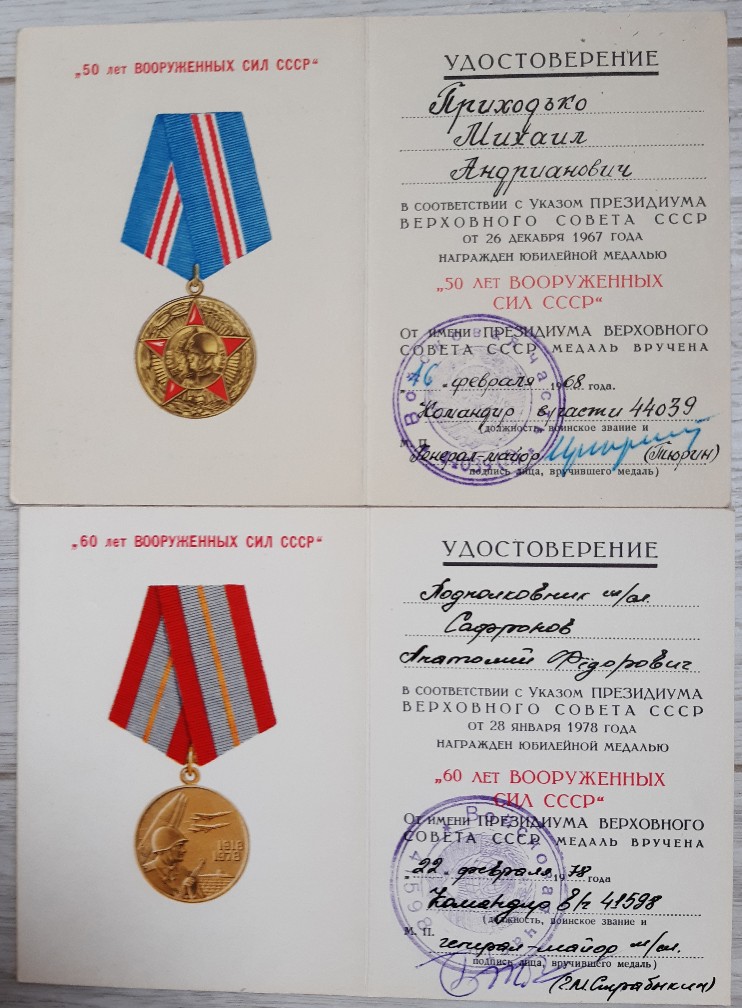 „50 лет ВООРУЖЕННЫХ СИЛ СССР“
УДОСТОВЕРЕНИЕ
Приходько
Михаил
Андрианович
в соответствии с Указом ПРЕЗИДИУМА
ВЕРХОВНОГО СОВЕТА СССР
от 26 декабря 1967 года
награжден юбилейной медалью
„50 ЛЕТ ВООРУЖЕННЫХ
СИЛ СССР“
От имени ПРЕЗИДИУМА ВЕРХОВНОГО
СОВЕТА СССР медаль вручена
„16“ февраля 1968 года.
Командир в/части 44039
(должность, воинское звание и
М. П. Генерал-майор (Тюрин)
подпись лица, вручившего медаль)
„60 лет ВООРУЖЕННЫХ СИЛ СССР“
1918
1978
УДОСТОВЕРЕНИЕ
Подполковник м/сл.
Сафронов
Анатолий Фёдорович
в соответствии с Указом ПРЕЗИДИУМА
ВЕРХОВНОГО СОВЕТА СССР
от 28 января 1978 года
награжден юбилейной медалью
„60 ЛЕТ ВООРУЖЕННЫХ
СИЛ СССР“
От имени ПРЕЗИДИУМА ВЕРХОВНОГО
СОВЕТА СССР медаль вручена
„22“ февраля 1978 года
Командир в/ч 41598
(должность, воинское звание и
М. П.
генерал-майор м/сл.
подпись лица, вручившего медаль)